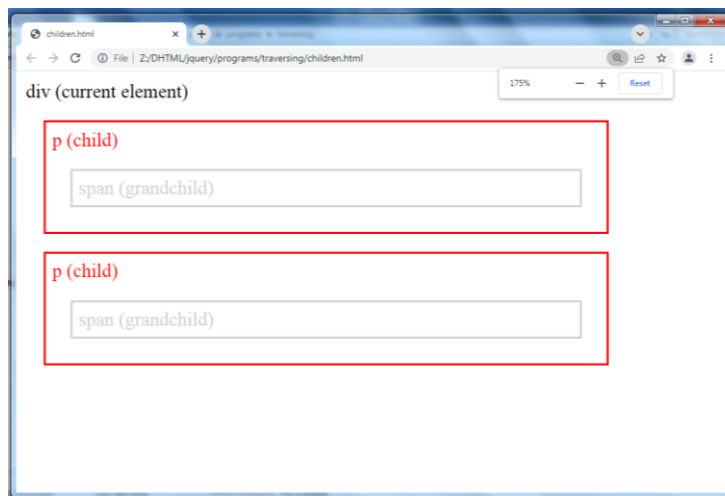 children.html
File | Z:/DHTML/jquery/programs/traversing/children.html
175%
Reset
div (current element)
p (child)
span (grandchild)
p (child)
span (grandchild)